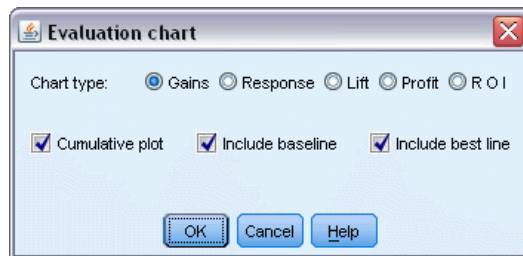 Evaluation chart
Chart type: Gains Response Lift Profit R O I
Cumulative plot Include baseline Include best line
OK Cancel Help